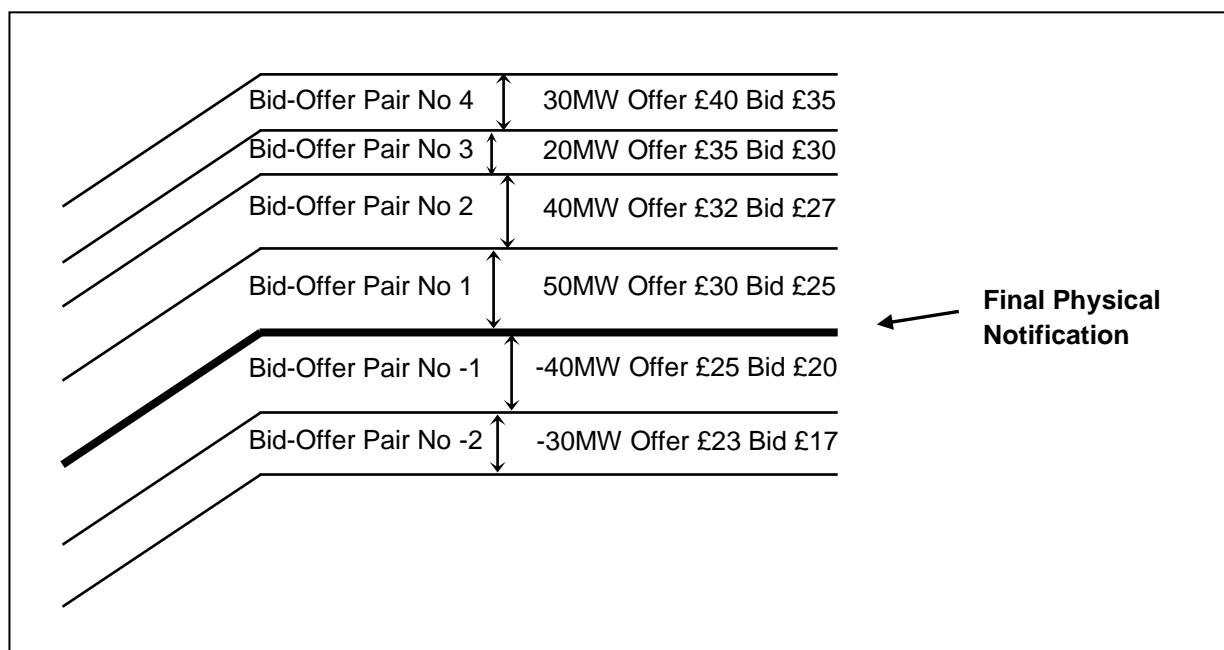 Bid-Offer Pair No 4 30MW Offer £40 Bid £35
Bid-Offer Pair No 3 20MW Offer £35 Bid £30
Bid-Offer Pair No 2 40MW Offer £32 Bid £27
Bid-Offer Pair No 1 50MW Offer £30 Bid £25
Final Physical
Notification
Bid-Offer Pair No -1 -40MW Offer £25 Bid £20
Bid-Offer Pair No -2 -30MW Offer £23 Bid £17